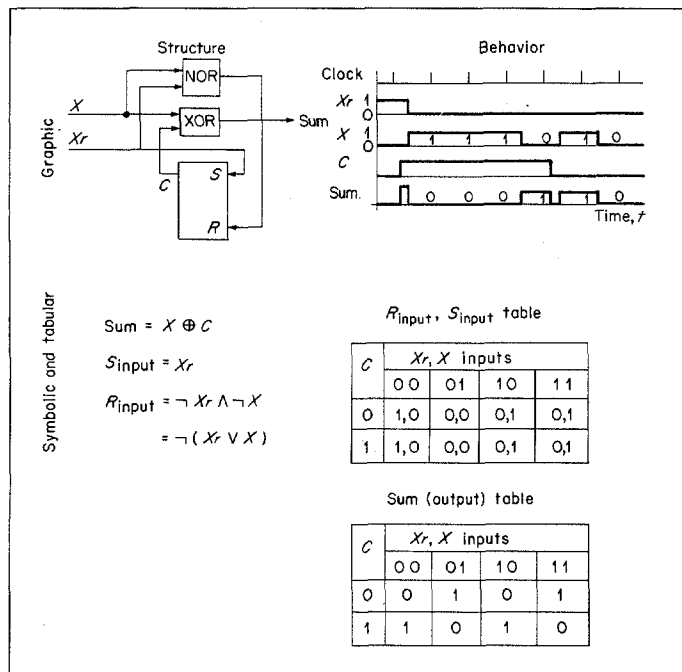 Structure
Behavior
Graphic
NOR
X
XOR
Sum
Xr
C
S
R
Clock
Xr 1
0
X 1
0
1 1 1 0 1 0
C
Sum.
0 0 0 1 1 0
Time, t
Symbolic and tabular
Sum = X ⊕ C
Sinput = Xr
Rinput = ¬ Xr ∧ ¬ X
= ¬ ( Xr ∨ X )
Rinput, Sinput table
C Xr, X inputs
00 01 10 11
0 1,0 0,0 0,1 0,1
1 1,0 0,0 0,1 0,1
Sum (output) table
C Xr, X inputs
00 01 10 11
0 0 1 0 1
1 1 0 1 0